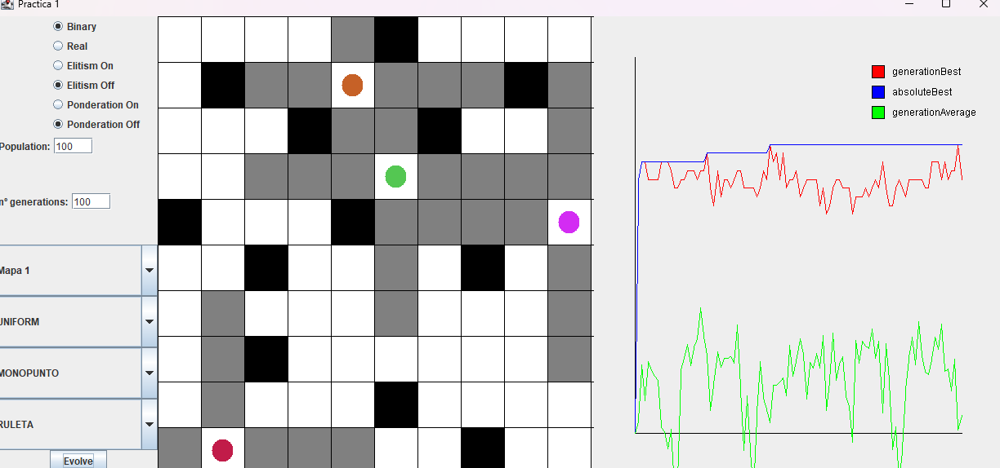 Practica 1
Binary
Real
Elitism On
Elitism Off
Ponderation On
Ponderation Off
Population: 100
nº generations: 100
Mapa 1
UNIFORM
MONOPUNTO
RULETA
Evolve
generationBest
absoluteBest
generationAverage